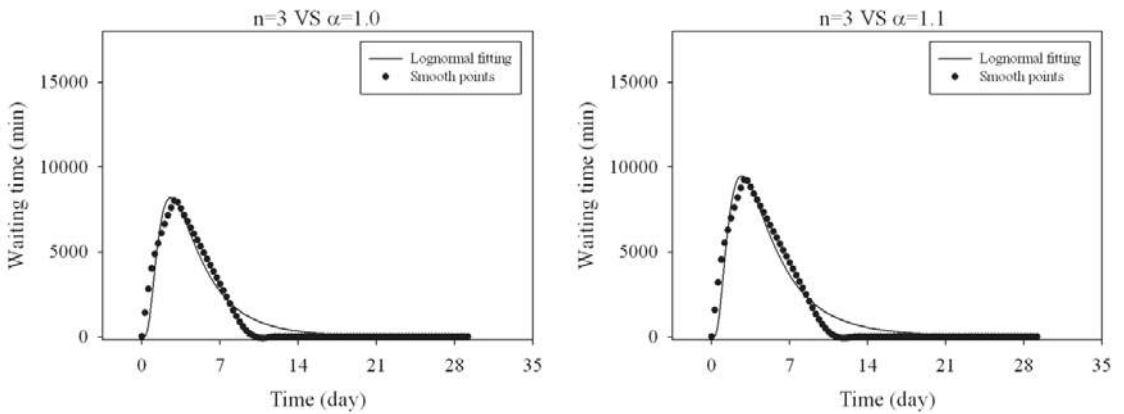 n=3 VS α=1.0
Lognormal fitting
Smooth points
15000
10000
5000
0
Waiting time (min)
0 7 14 21 28 35
Time (day)
n=3 VS α=1.1
Lognormal fitting
Smooth points
15000
10000
5000
0
Waiting time (min)
0 7 14 21 28 35
Time (day)